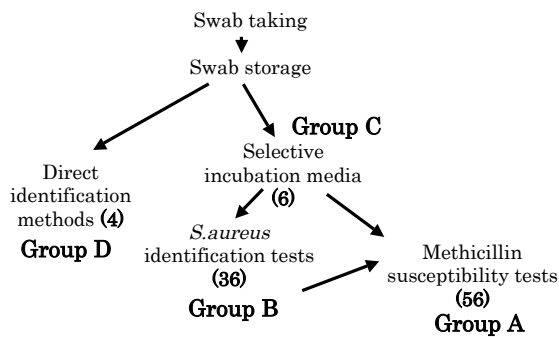 Swab taking
Swab storage
Group C
Selective
incubation media
(6)
Direct
identification
methods (4)
Group D
S.aureus
identification tests
(36)
Group B
Methicillin
susceptibility tests
(56)
Group A